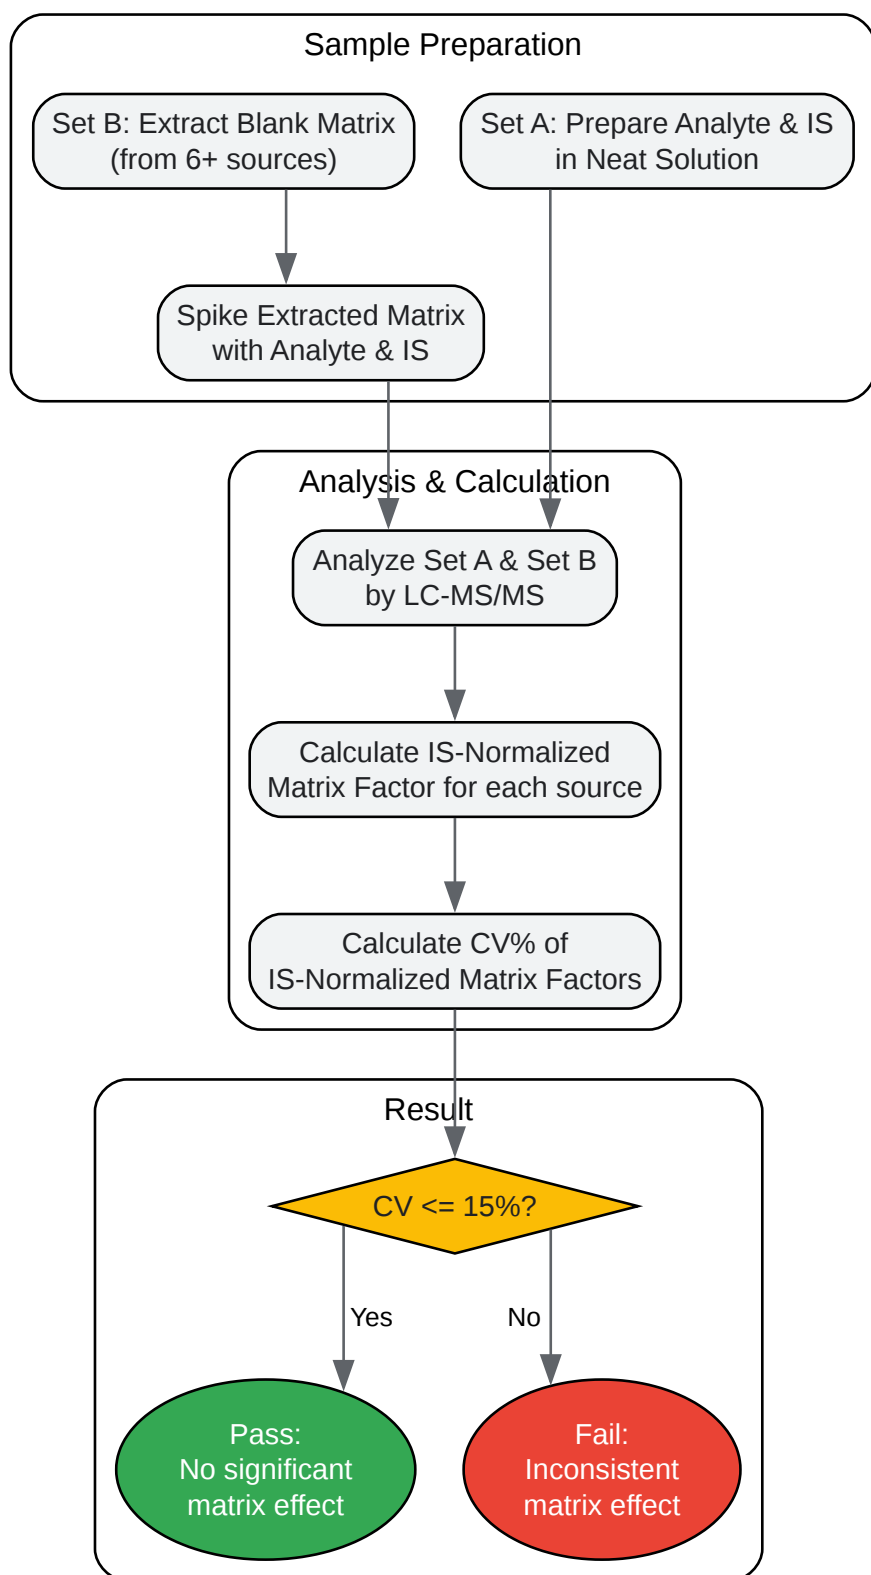 Sample Preparation
Set B: Extract Blank Matrix
(from 6+ sources)
Set A: Prepare Analyte & IS
in Neat Solution
Spike Extracted Matrix
with Analyte & IS
Analysis & Calculation
Analyze Set A & Set B
by LC-MS/MS
Calculate IS-Normalized
Matrix Factor for each source
Calculate CV% of
IS-Normalized Matrix Factors
Result
CV <= 15%?
Yes
No
Pass:
No significant
matrix effect
Fail:
Inconsistent
matrix effect